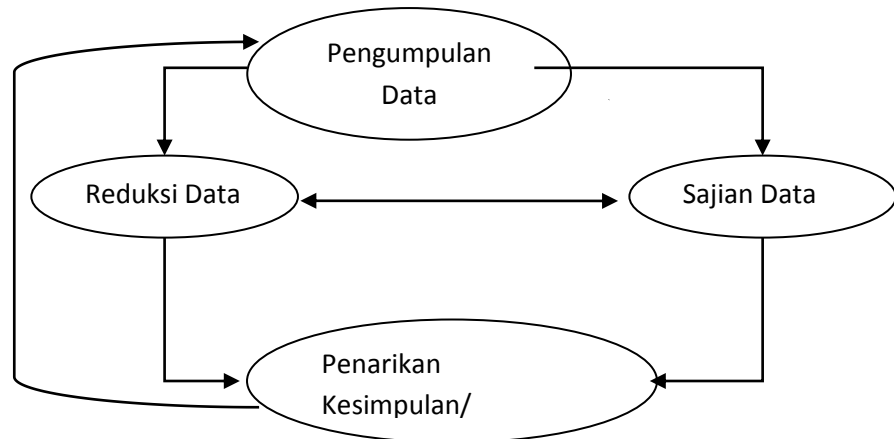 Pengumpulan
Data
Reduksi Data
Sajian Data
Penarikan
Kesimpulan/